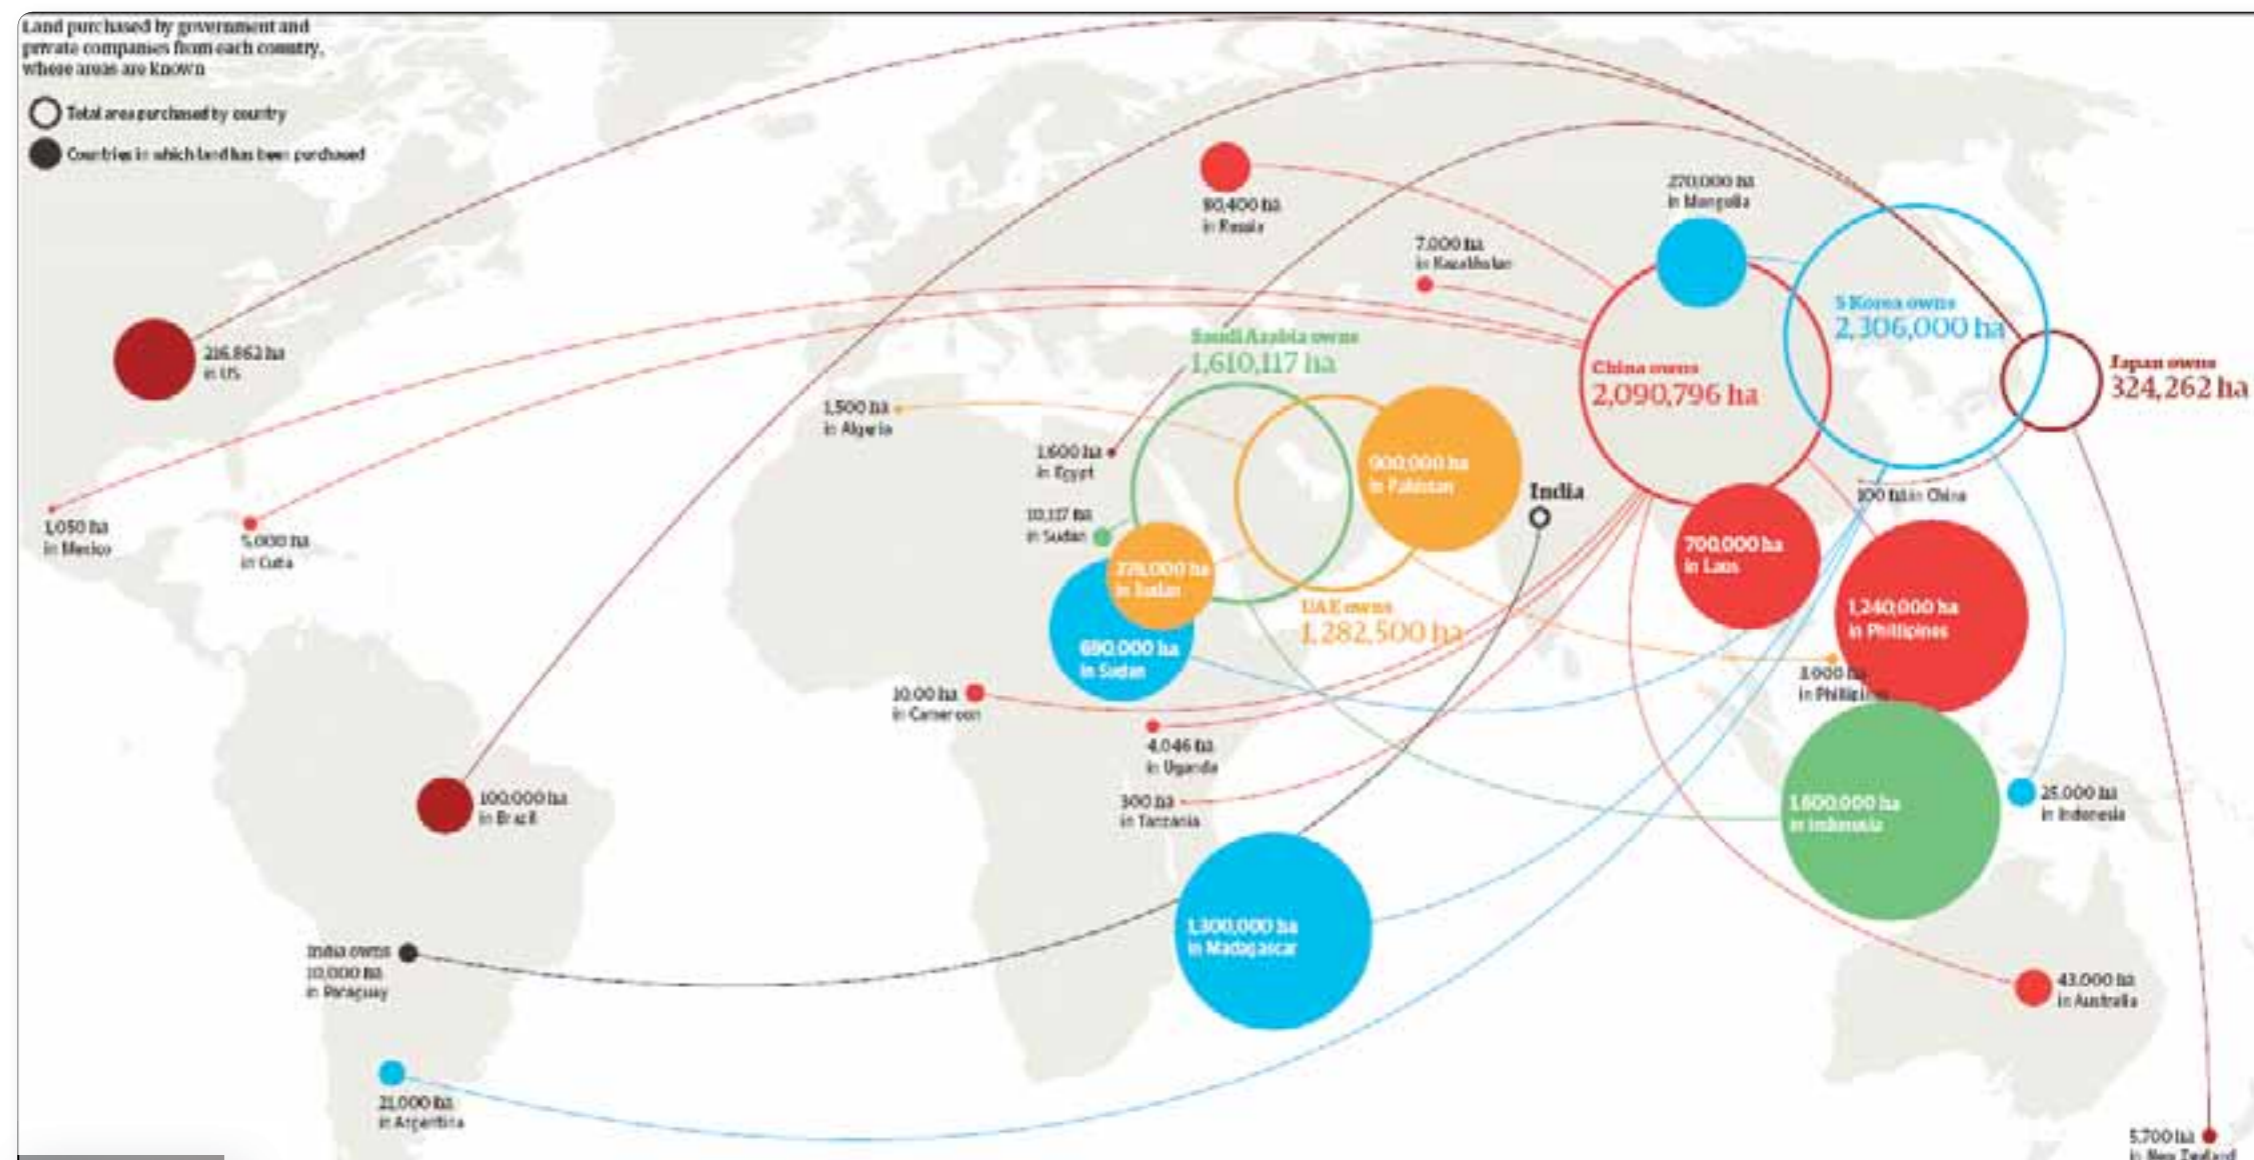 Land purchased by government and
private companies from each country,
where areas are known
Total area purchased by country
Countries in which land has been purchased
80,400 ha
in Russia
270,000 ha
in Mongolia
7,000 ha
in Kazakhstan
S Korea owns
2,306,000 ha
Saudi Arabia owns
1,610,117 ha
China owns
2,090,796 ha
Japan owns
324,262 ha
216,862 ha
in US
1,500 ha
in Algeria
1,600 ha
in Egypt
900,000 ha
in Pakistan
India
100 ha in China
1,050 ha
in Mexico
5,000 ha
in Cuba
10,117 ha
in Sudan
378,000 ha
in Sudan
700,000 ha
in Laos
UAE owns
1,282,500 ha
1,240,000 ha
in Phillipines
690,000 ha
in Sudan
3,000 ha
in Phillipines
10,00 ha
in Cameroon
4,046 ha
in Uganda
300 ha
in Tanzania
100,000 ha
in Brazil
1,600,000 ha
in Indonesia
25,000 ha
in Indonesia
1,300,000 ha
in Madagascar
India owns
10,000 ha
in Paraguay
43,000 ha
in Australia
21,000 ha
in Argentina
5,700 ha
in New Zealand